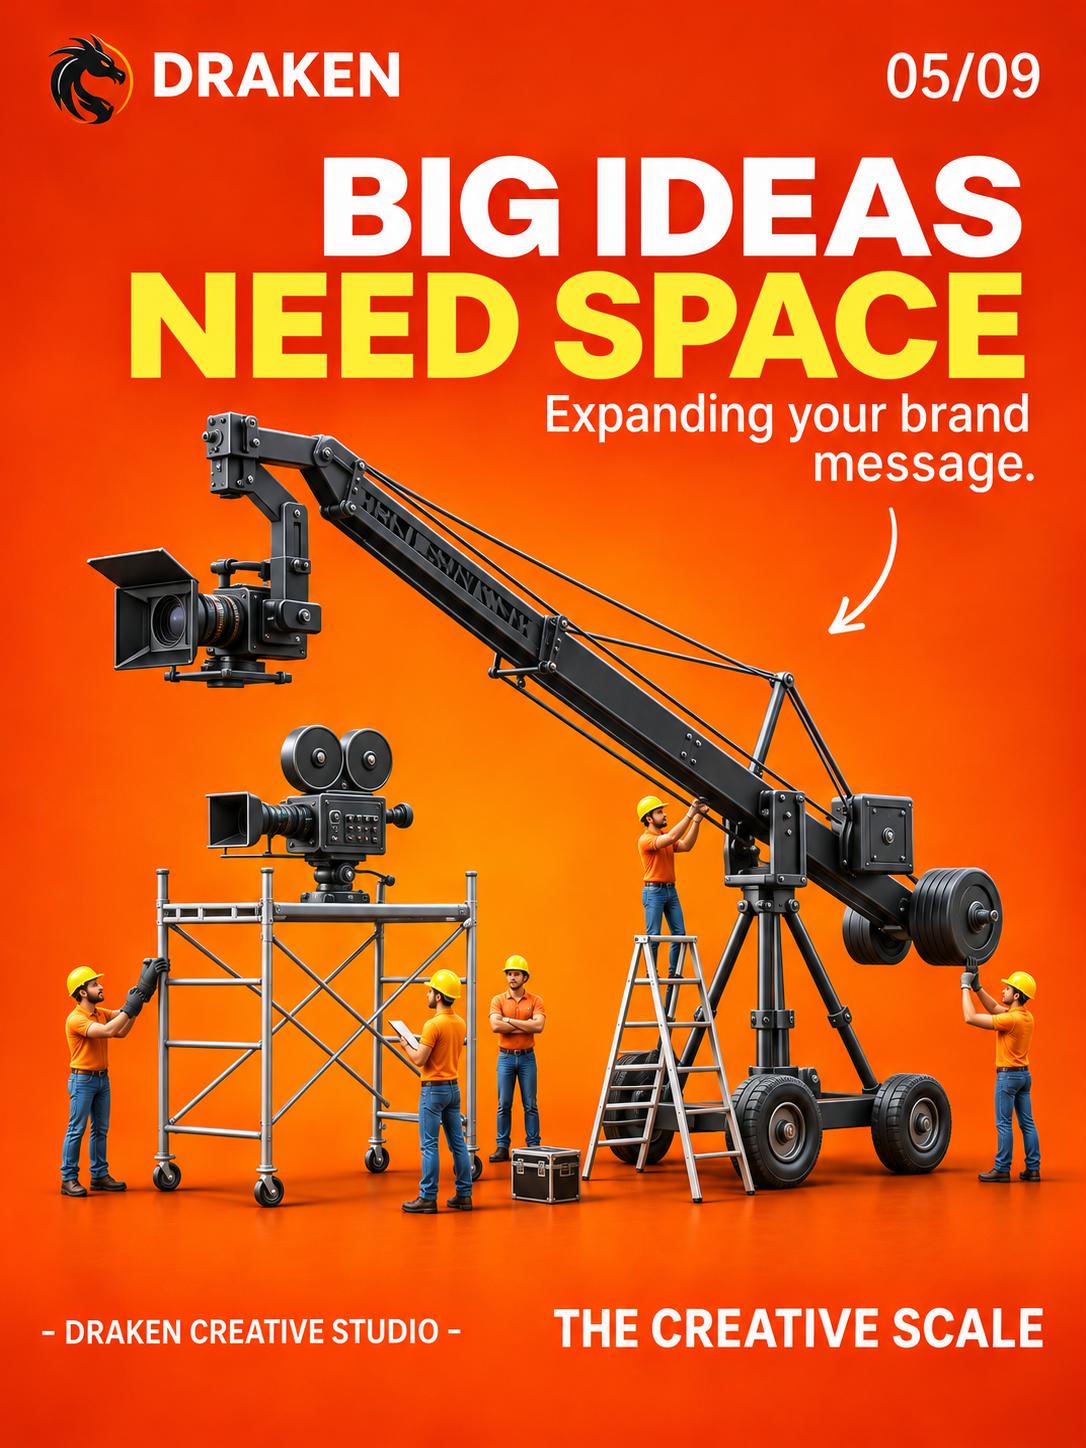 DRAKEN
05/09
BIG IDEAS
NEED SPACE
Expanding your brand
message.
- DRAKEN CREATIVE STUDIO -
THE CREATIVE SCALE